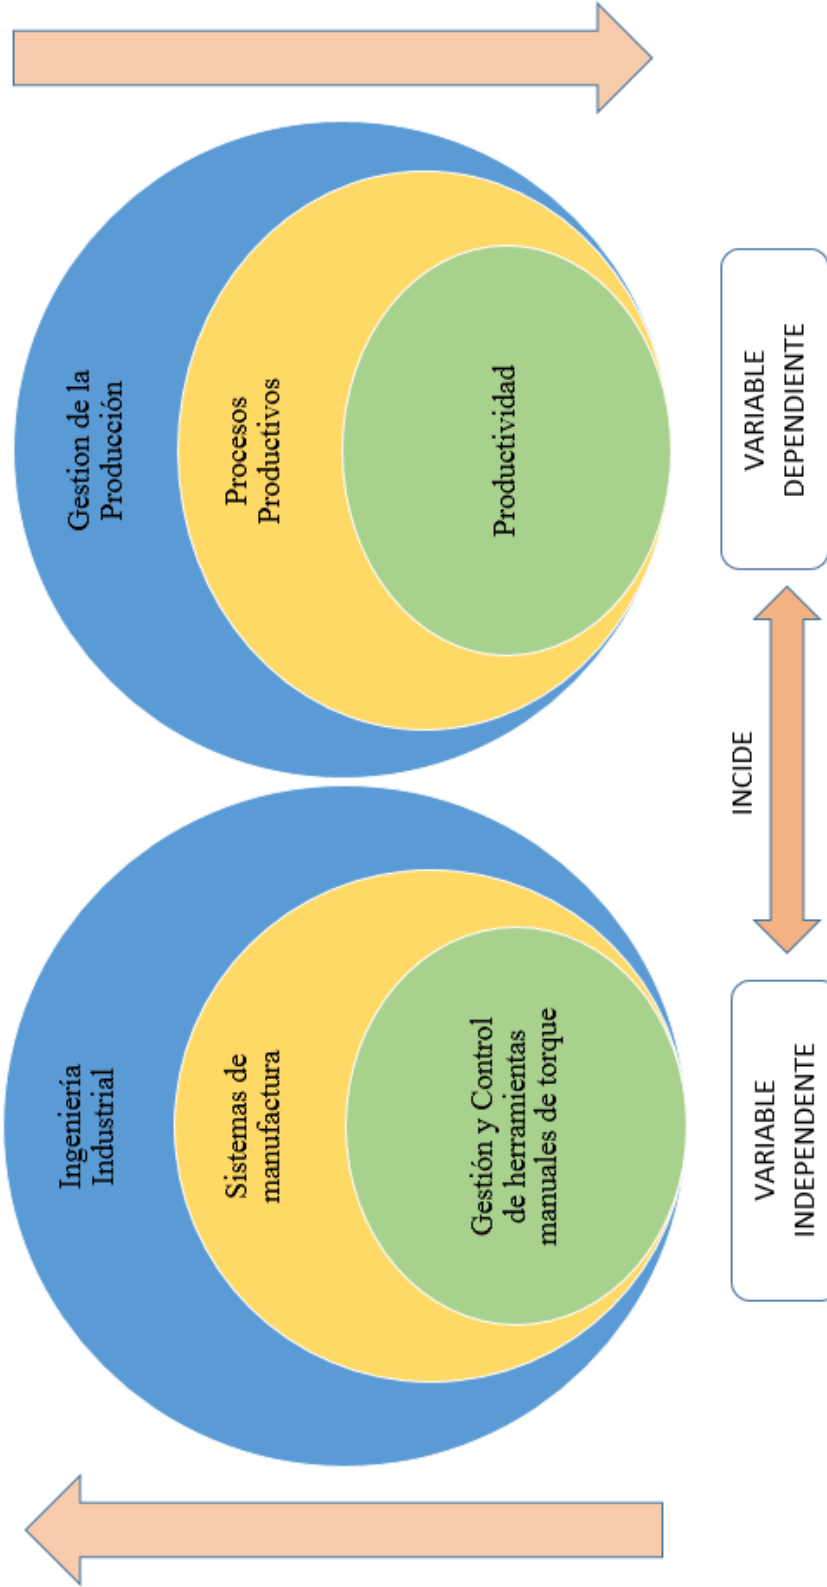 Ingeniería
Industrial
Sistemas de
manufactura
Gestión y Control
de herramientas
manuales de torque
VARIABLE
INDEPENDENTE
INCIDE
Gestion de la
Producción
Procesos
Productivos
Productividad
VARIABLE
DEPENDIENTE